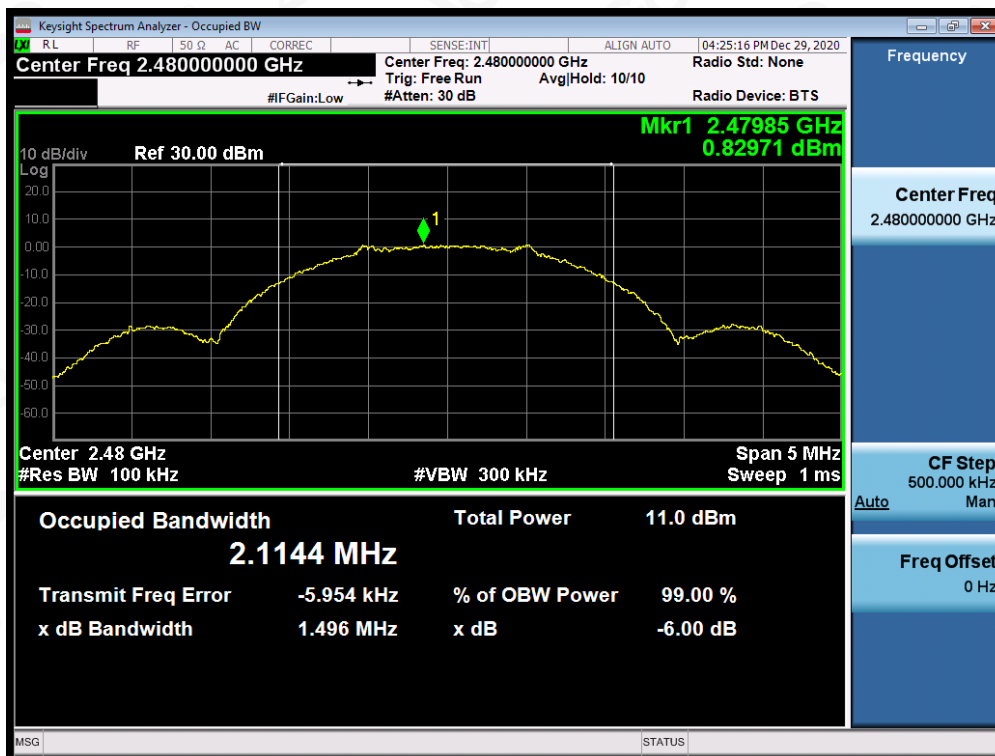 Keysight Spectrum Analyzer - Occupied BW
LXI RL RF 50 Ω AC CORREC SENSE:INT ALIGN AUTO 04:25:16 PM Dec 29, 2020
Center Freq 2.480000000 GHz
Center Freq: 2.480000000 GHz Radio Std: None
Trig: Free Run Avg|Hold: 10/10
#IFGain:Low #Atten: 30 dB Radio Device: BTS
Mkr1 2.47985 GHz
0.82971 dBm
10 dB/div Ref 30.00 dBm
Log
20.0
10.0
1
0.00
-10.0
-20.0
-30.0
-40.0
-50.0
-60.0
Center 2.48 GHz Span 5 MHz
#Res BW 100 kHz #VBW 300 kHz Sweep 1 ms
Occupied Bandwidth Total Power 11.0 dBm
2.1144 MHz
Transmit Freq Error -5.954 kHz % of OBW Power 99.00 %
x dB Bandwidth 1.496 MHz x dB -6.00 dB
MSG STATUS
Frequency
Center Freq
2.480000000 GHz
CF Step
500.000 kHz
Auto Man
Freq Offset
0 Hz